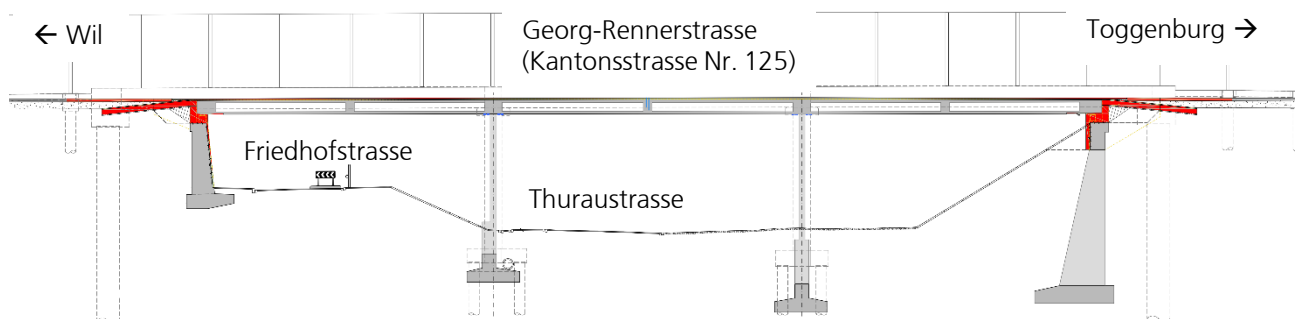 ← Wil
Georg-Rennerstrasse
(Kantonsstrasse Nr. 125)
Toggenburg →
Friedhofstrasse
Thuraustrasse